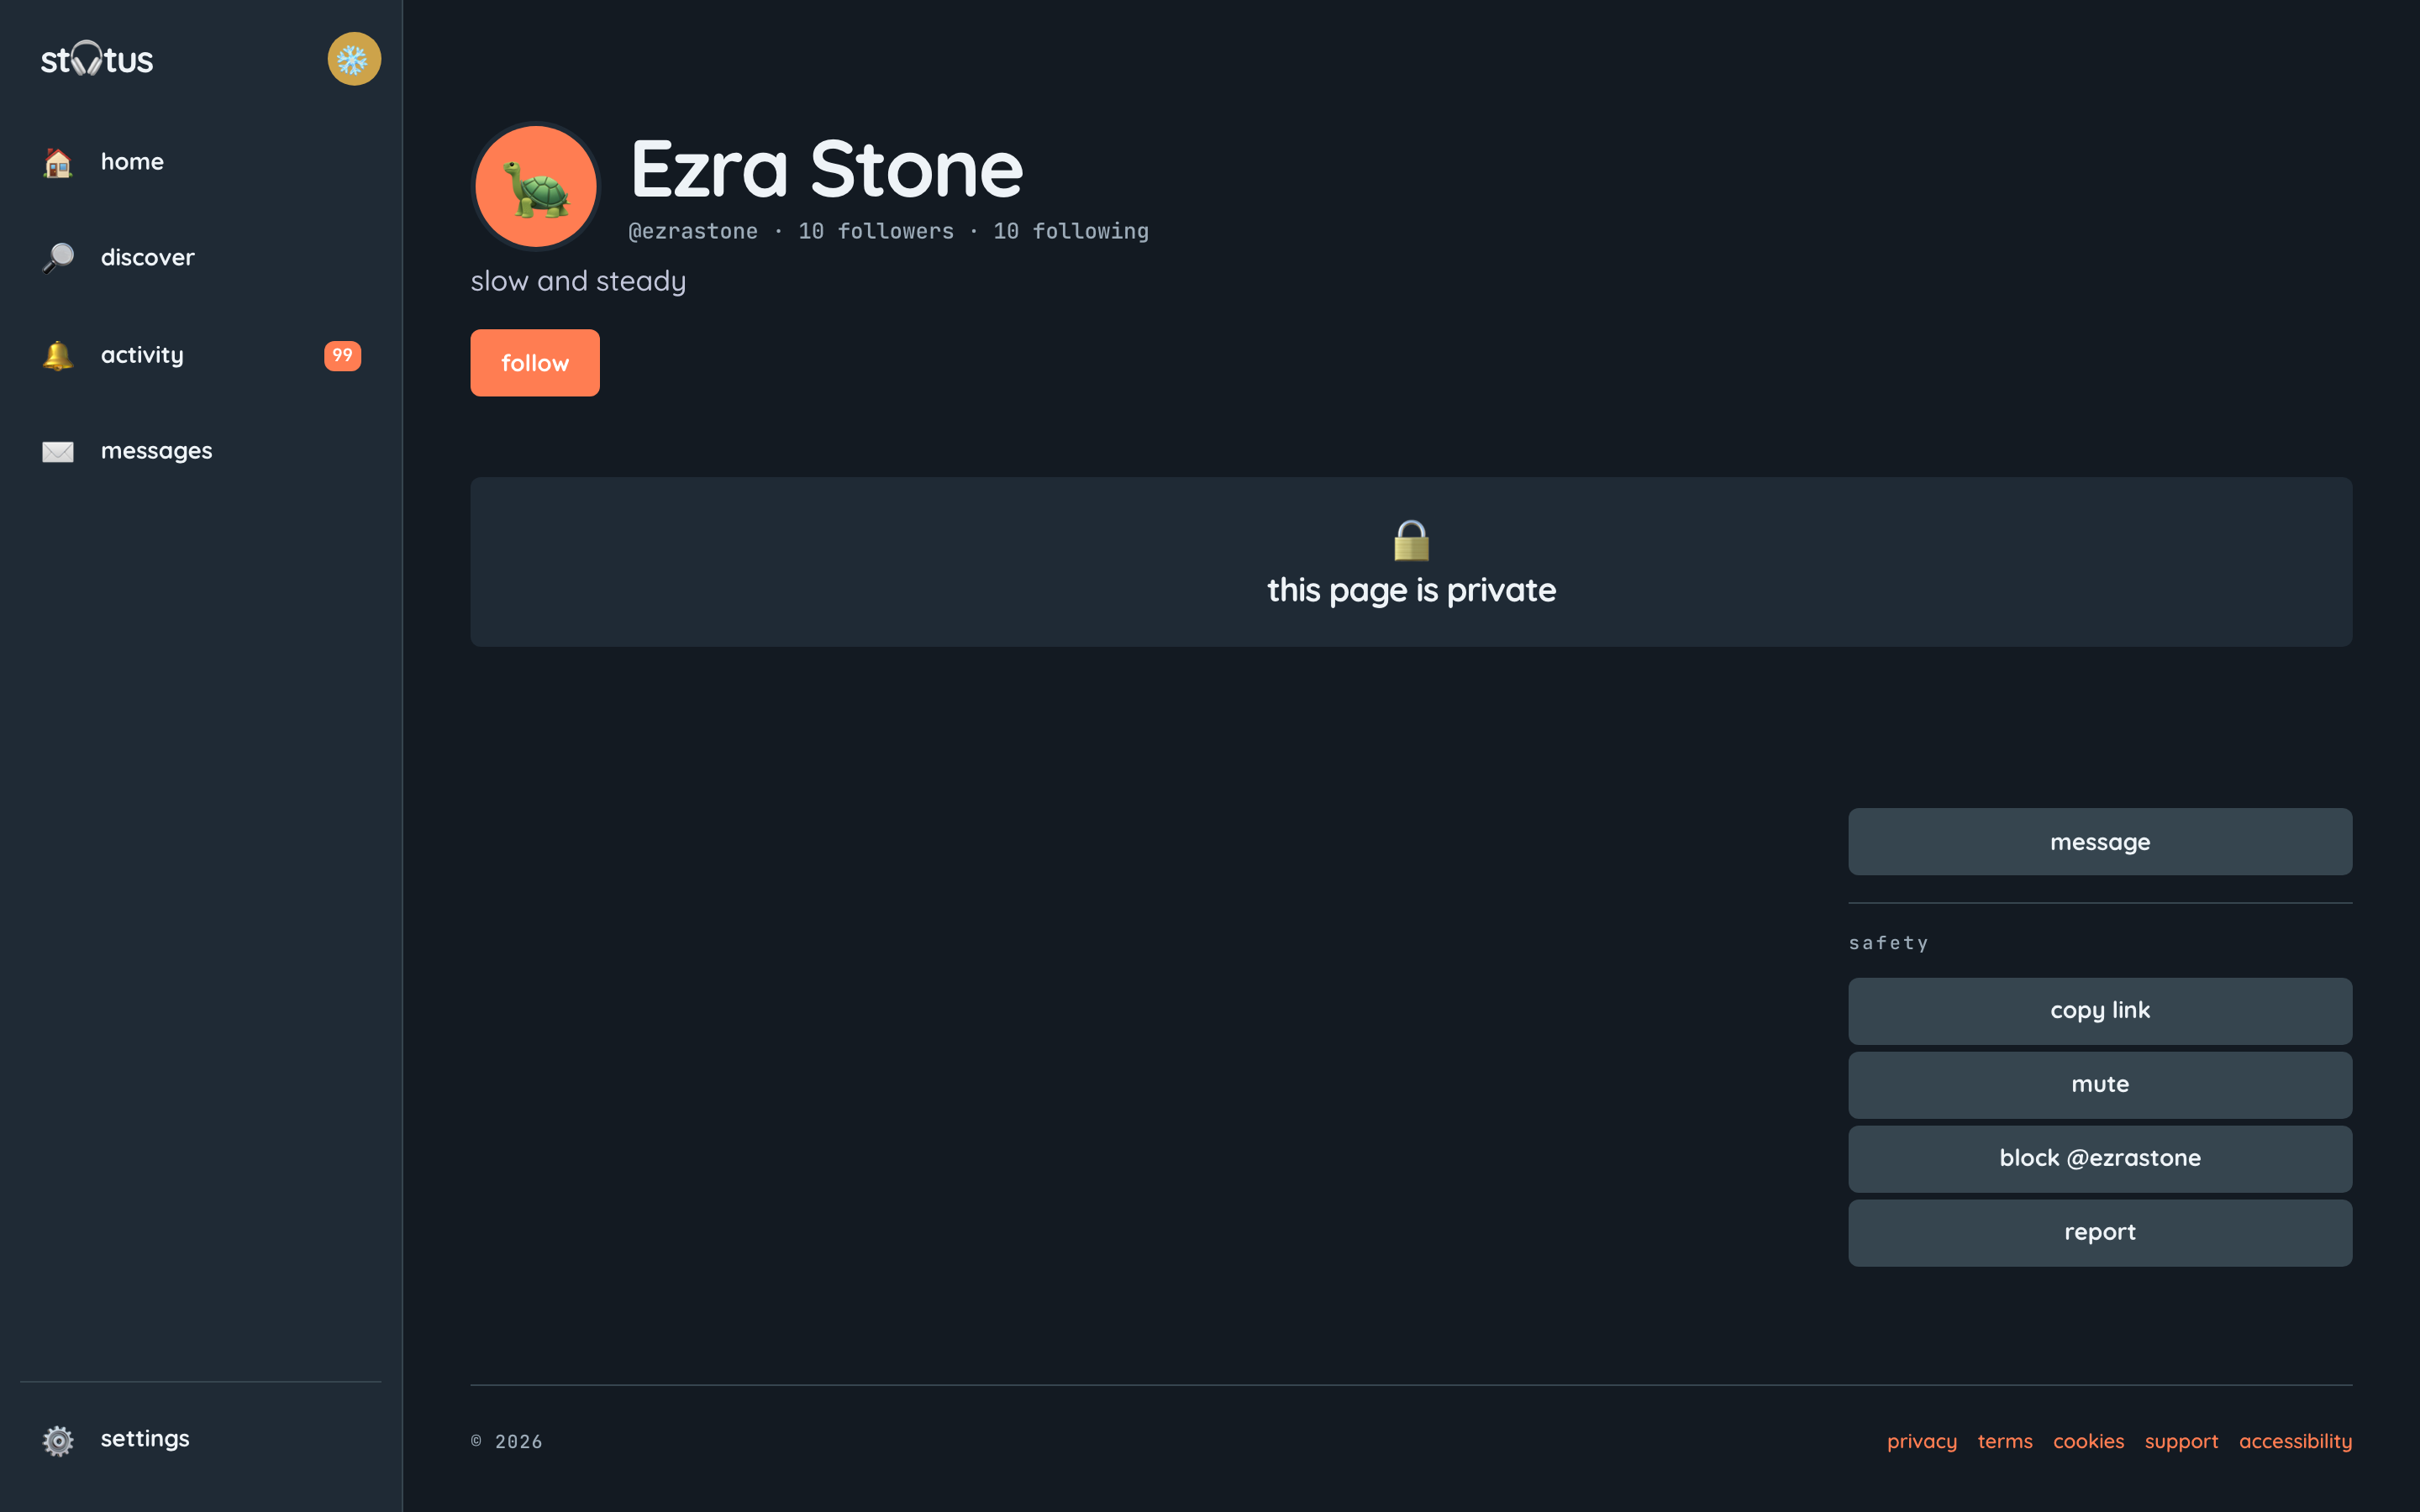 st🎧tus
home
discover
activity 99
messages
settings
Ezra Stone
@ezrastone · 10 followers · 10 following
slow and steady
follow
this page is private
message
safety
copy link
mute
block @ezrastone
report
© 2026
privacy terms cookies support accessibility